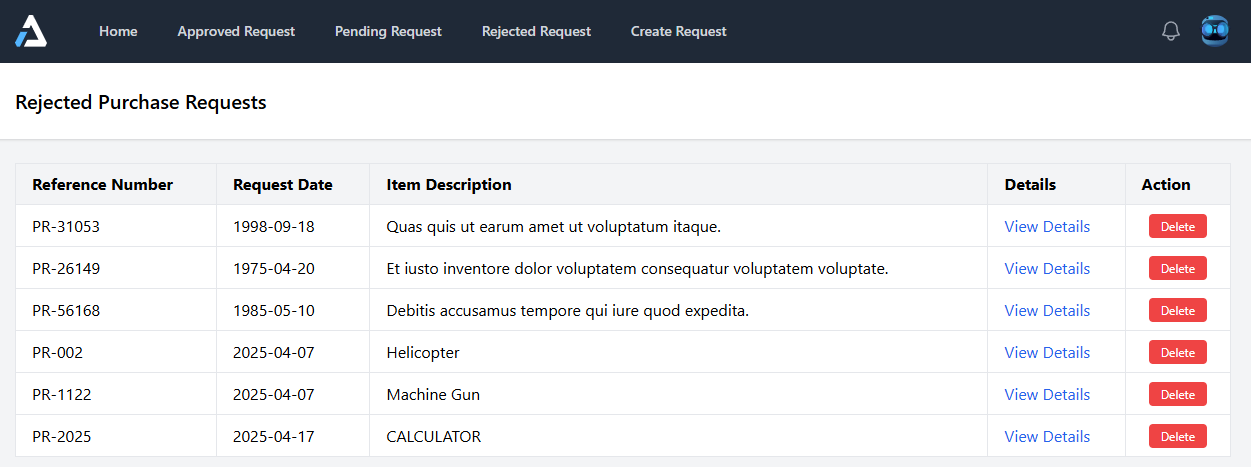 Home Approved Request Pending Request Rejected Request Create Request
Rejected Purchase Requests
Reference Number Request Date Item Description Details Action
PR-31053 1998-09-18 Quas quis ut earum amet ut voluptatum itaque. View Details Delete
PR-26149 1975-04-20 Et iusto inventore dolor voluptatem consequatur voluptatem voluptate. View Details Delete
PR-56168 1985-05-10 Debitis accusamus tempore qui iure quod expedita. View Details Delete
PR-002 2025-04-07 Helicopter View Details Delete
PR-1122 2025-04-07 Machine Gun View Details Delete
PR-2025 2025-04-17 CALCULATOR View Details Delete